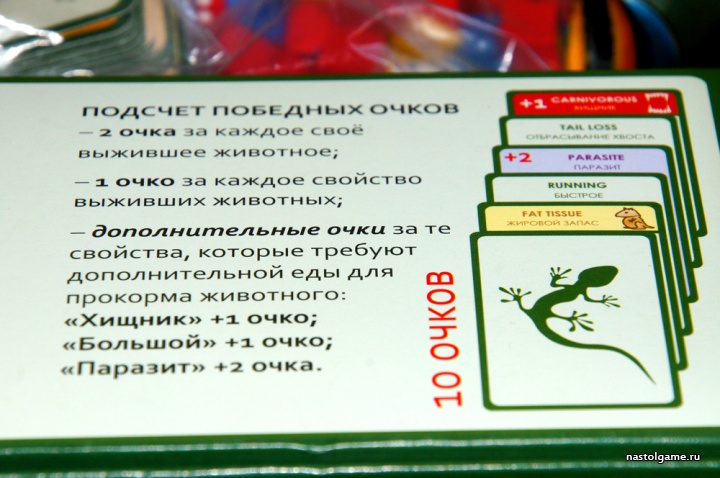 ПОДСЧЕТ ПОБЕДНЫХ ОЧКОВ
– 2 очка за каждое своё
выжившее животное;
– 1 очко за каждое свойство
выживших животных;
– дополнительные очки за те
свойства, которые требуют
дополнительной еды для
прокорма животного:
«Хищник» +1 очко;
«Большой» +1 очко;
«Паразит» +2 очка.
10 ОЧКОВ
+1 CARNIVOROUS
ХИЩНИК
TAIL LOSS
ОТБРАСЫВАНИЕ ХВОСТА
+2 PARASITE
ПАРАЗИТ
RUNNING
БЫСТРОЕ
FAT TISSUE
ЖИРОВОЙ ЗАПАС
nastolgame.ru